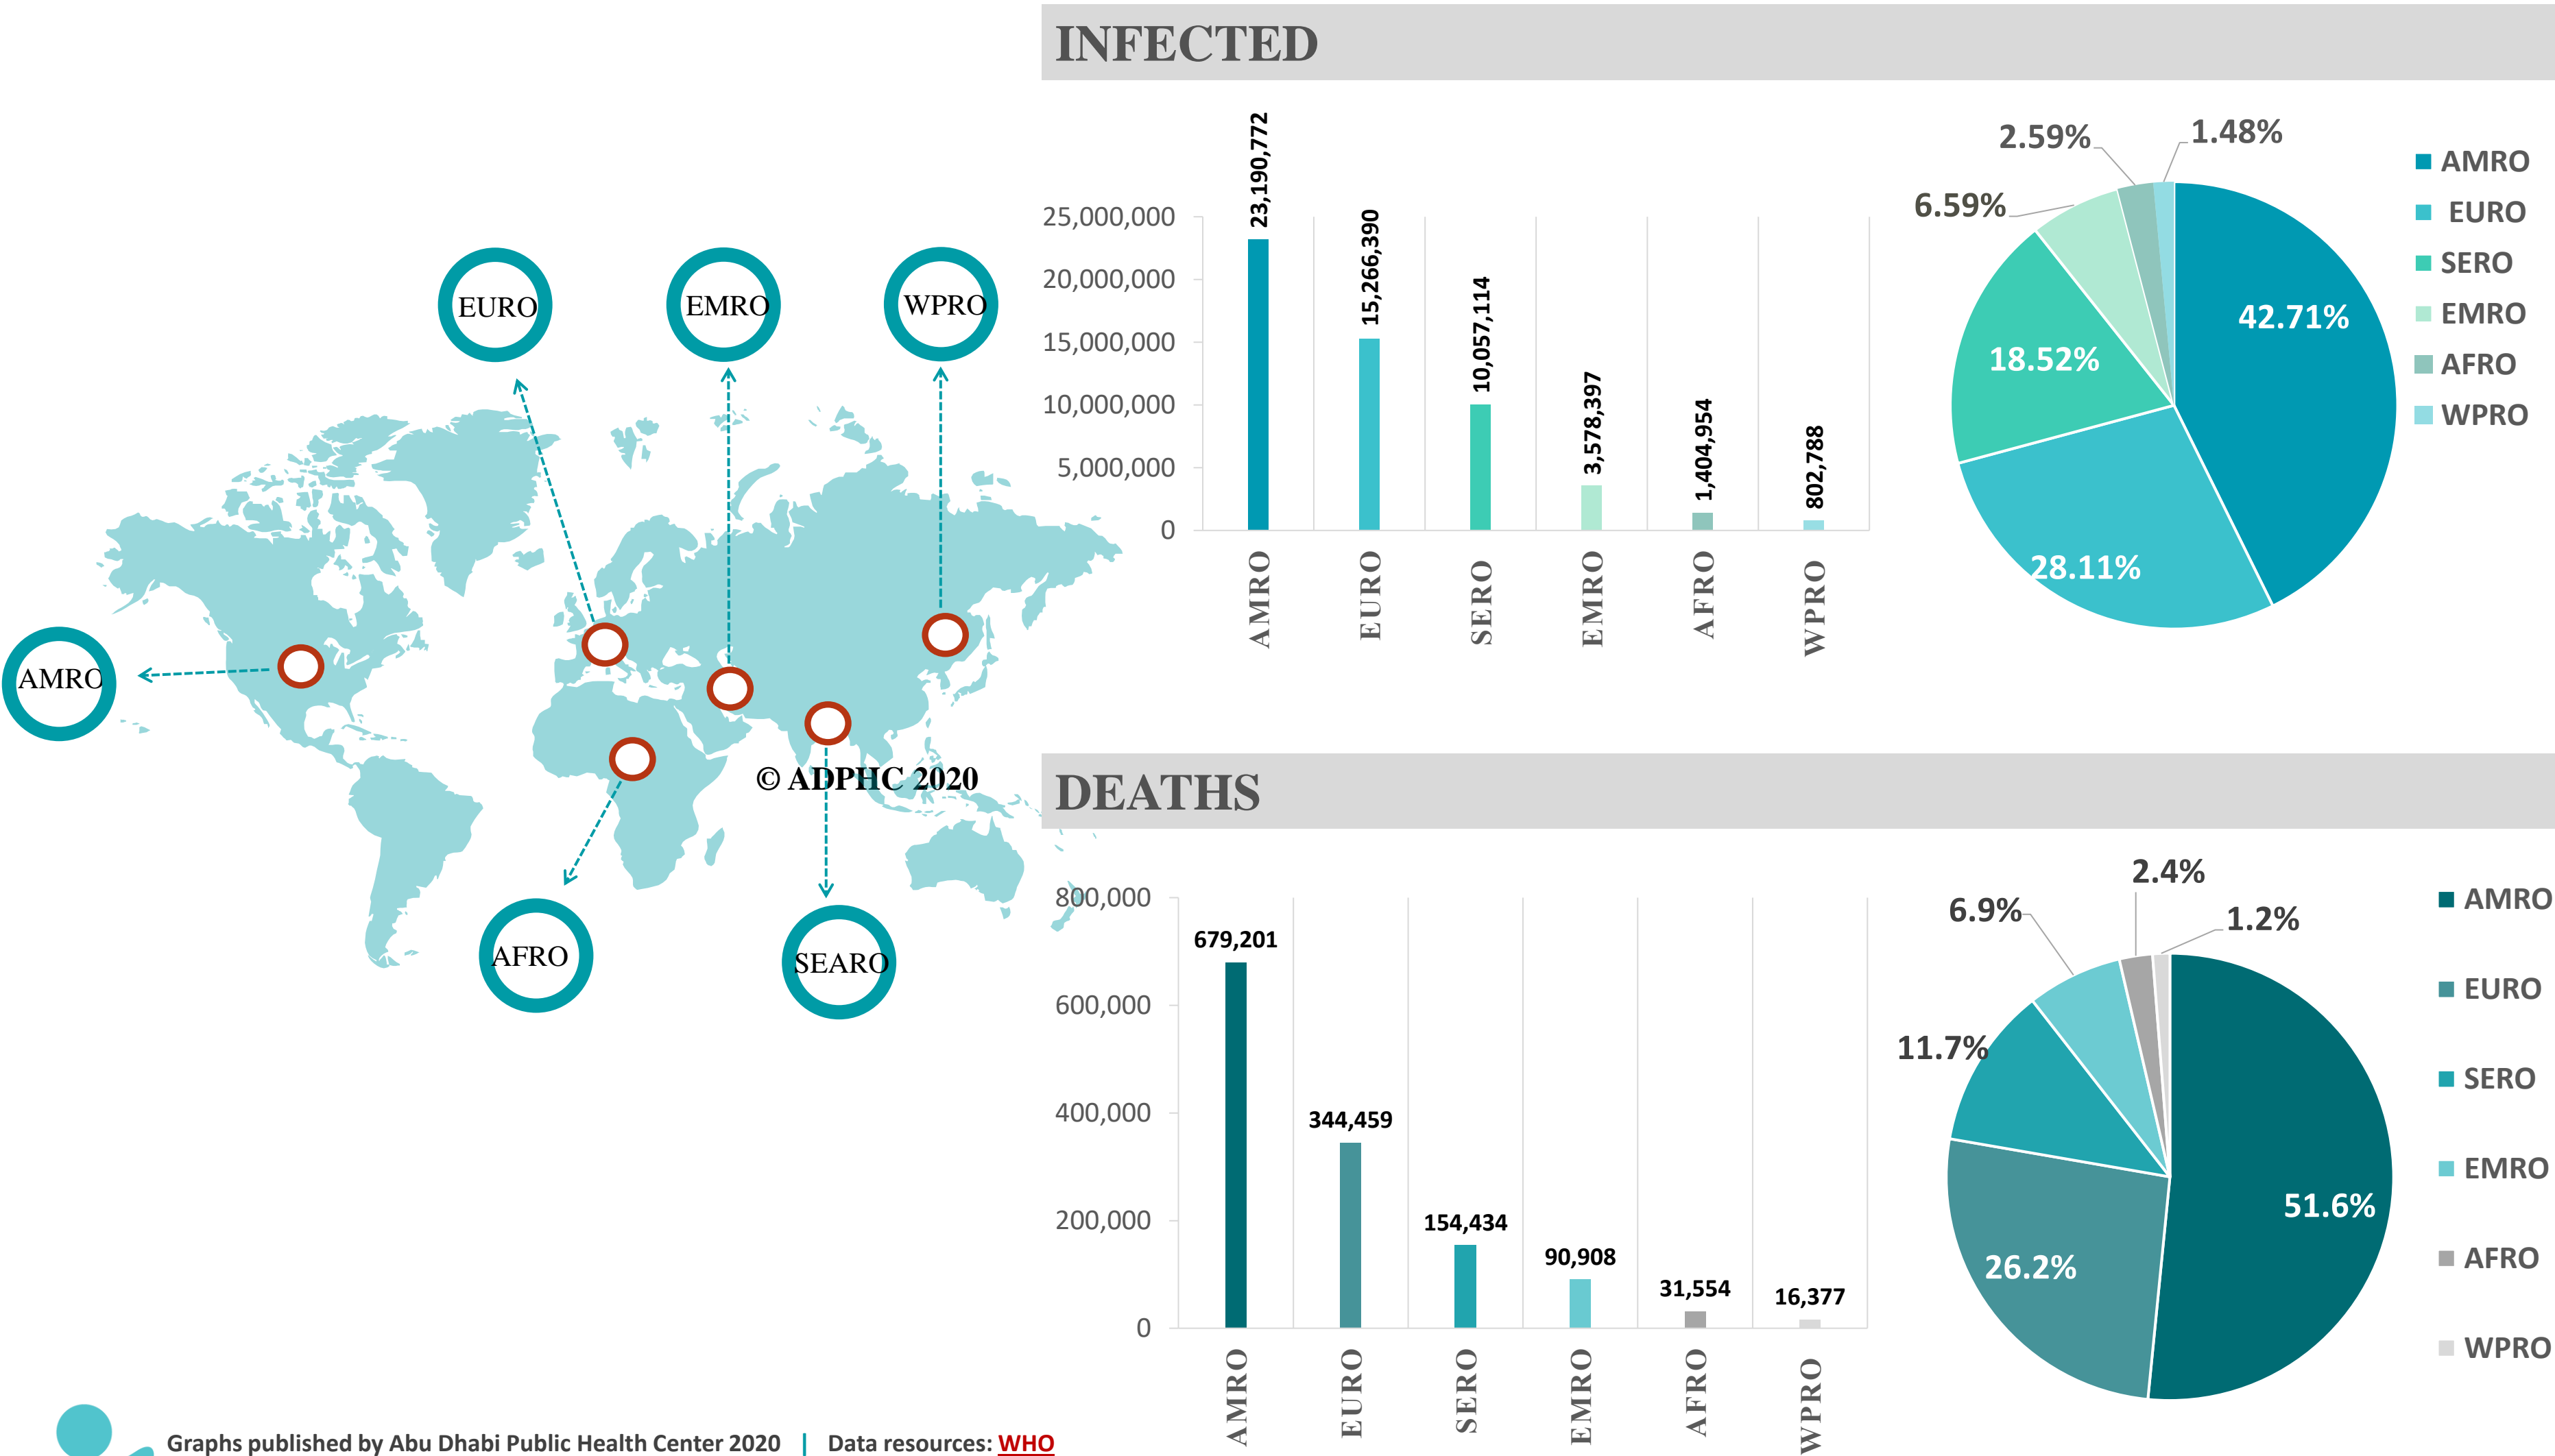 INFECTED
EURO
EMRO
WPRO
AMRO
AFRO
SEARO
© ADPHC 2020
25,000,000
20,000,000
15,000,000
10,000,000
5,000,000
0
23,190,772
15,266,390
10,057,114
3,578,397
1,404,954
802,788
AMRO
EURO
SERO
EMRO
AFRO
WPRO
2.59%
1.48%
6.59%
42.71%
18.52%
28.11%
AMRO
EURO
SERO
EMRO
AFRO
WPRO
DEATHS
800,000
600,000
400,000
200,000
0
679,201
344,459
154,434
90,908
31,554
16,377
AMRO
EURO
SERO
EMRO
AFRO
WPRO
2.4%
6.9%
1.2%
11.7%
51.6%
26.2%
AMRO
EURO
SERO
EMRO
AFRO
WPRO
Graphs published by Abu Dhabi Public Health Center 2020 | Data resources: WHO